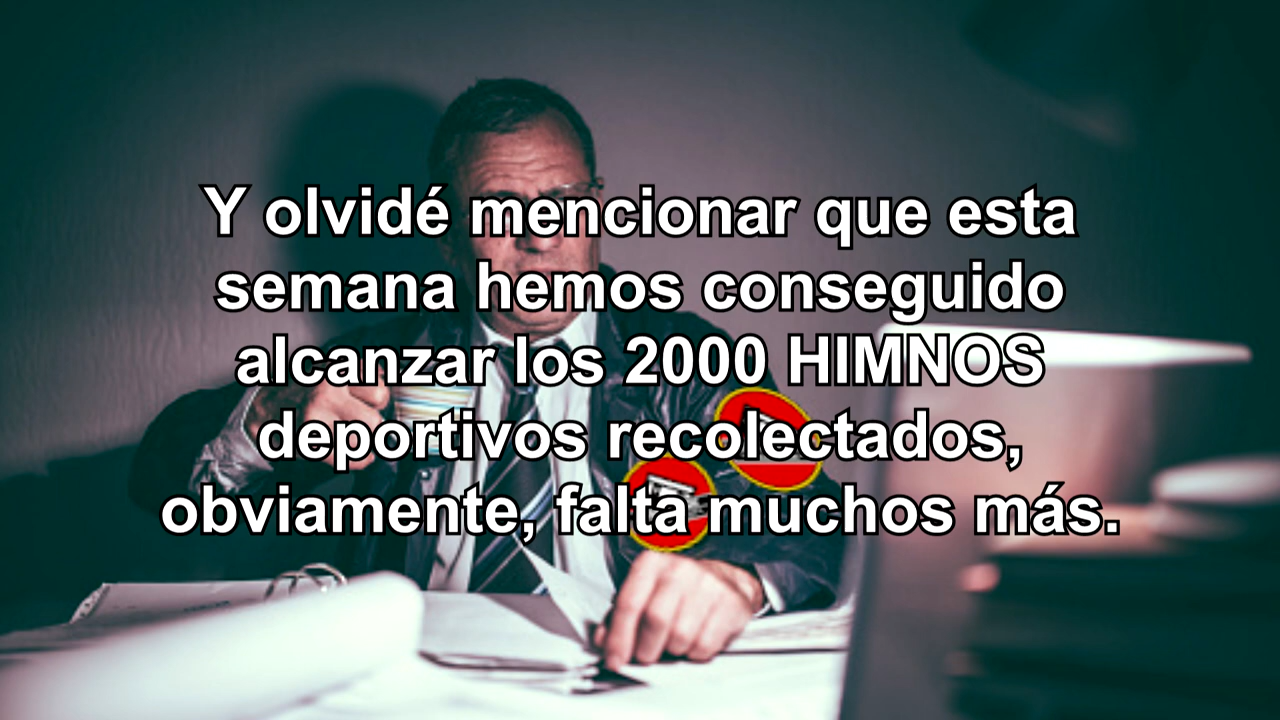 Y olvidé mencionar que esta
semana hemos conseguido
alcanzar los 2000 HIMNOS
deportivos recolectados,
obviamente, falta muchos más.